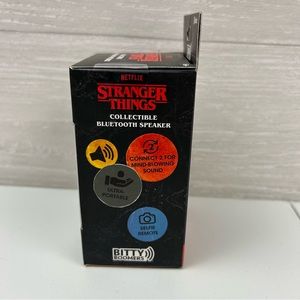 NETFLIX
STRANGER
THINGS
COLLECTIBLE
BLUETOOTH SPEAKER
CONNECT 2 FOR
MIND-BLOWING
SOUND
ULTRA-
PORTABLE
SELFIE
REMOTE
BITTY
BOOMERS